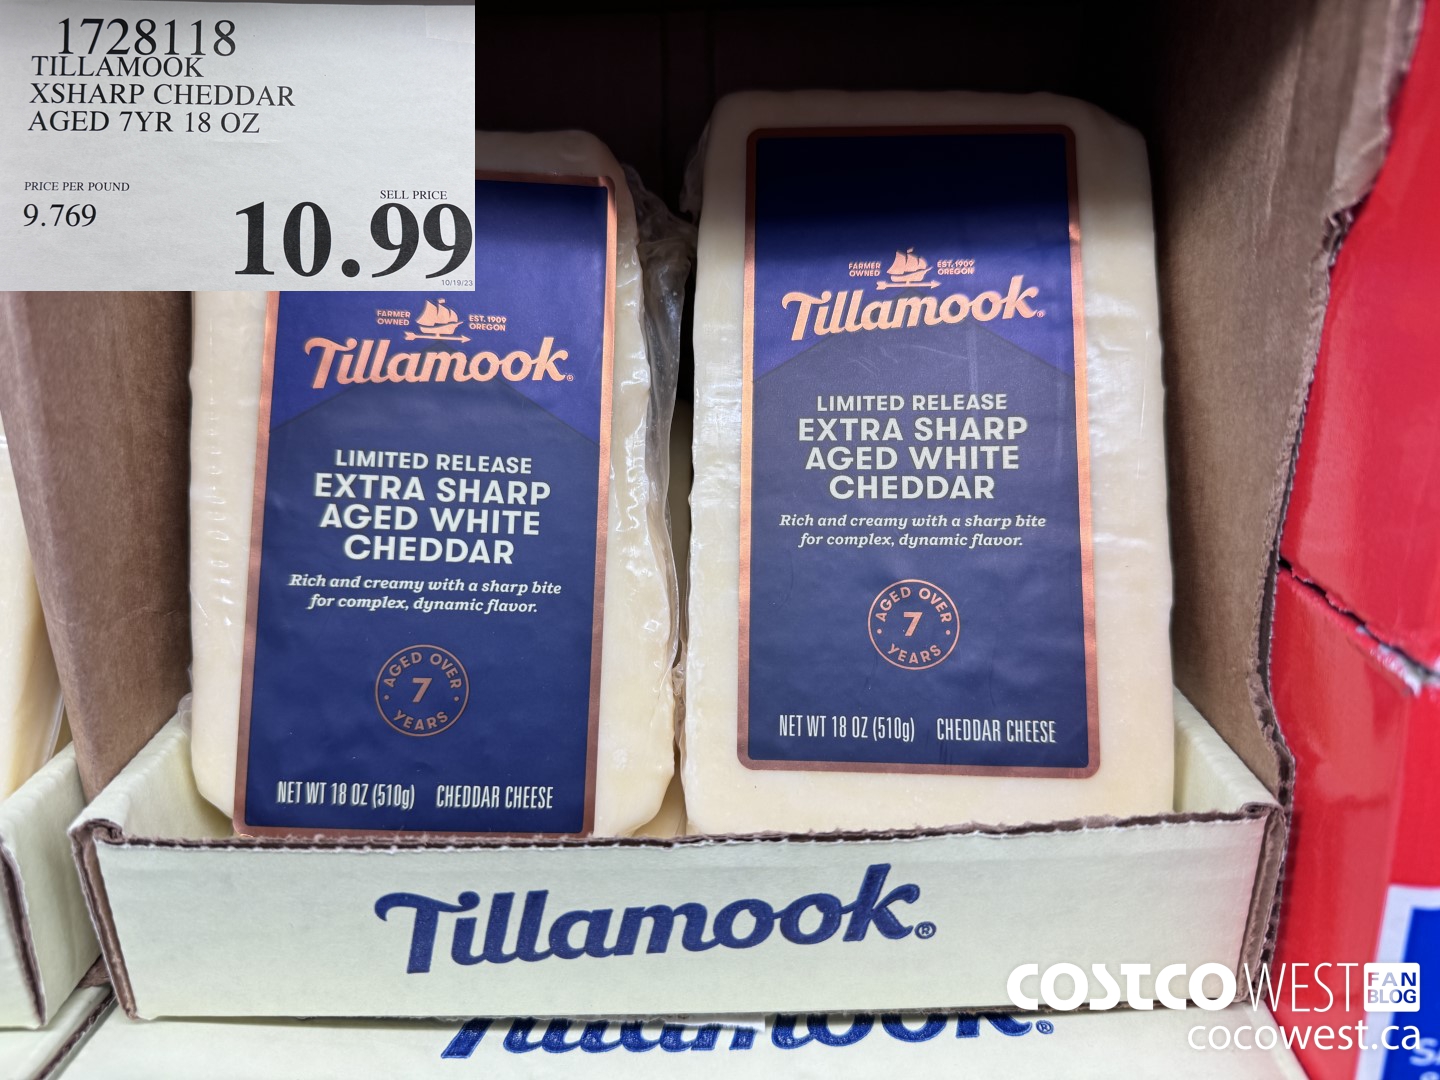 1728118
TILLAMOOK
XSHARP CHEDDAR
AGED 7YR 18 OZ
PRICE PER POUND
9.769
SELL PRICE
10.99
10/19/23
FARMER OWNED EST. 1909 OREGON
Tillamook®
LIMITED RELEASE
EXTRA SHARP
AGED WHITE
CHEDDAR
Rich and creamy with a sharp bite
for complex, dynamic flavor.
AGED OVER
7
YEARS
NET WT 18 OZ (510g) CHEDDAR CHEESE
FARMER OWNED EST. 1909 OREGON
Tillamook®
LIMITED RELEASE
EXTRA SHARP
AGED WHITE
CHEDDAR
Rich and creamy with a sharp bite
for complex, dynamic flavor.
AGED OVER
7
YEARS
NET WT 18 OZ (510g) CHEDDAR CHEESE
Tillamook®
Tillamook®
COSTCO WEST FAN BLOG
cocowest.ca